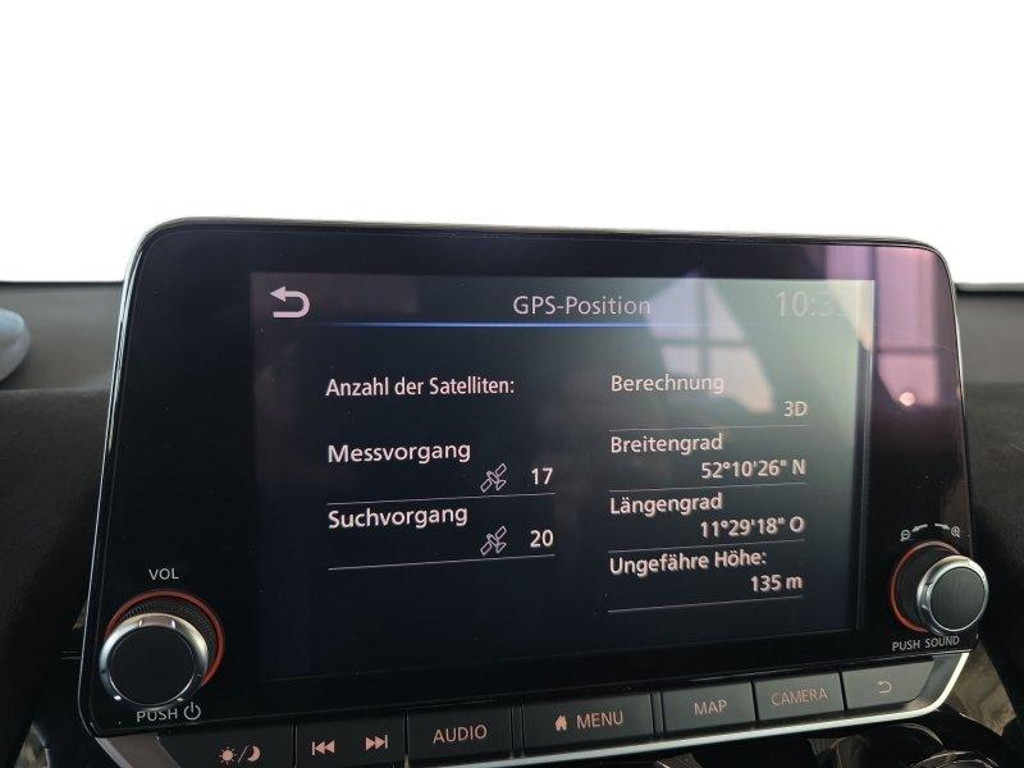 GPS-Position
Anzahl der Satelliten:
Messvorgang
17
Suchvorgang
20
Berechnung
3D
Breitengrad
52°10'26" N
Längengrad
11°29'18" O
Ungefähre Höhe:
135 m
VOL
PUSH
PUSH SOUND
AUDIO
MENU
MAP
CAMERA